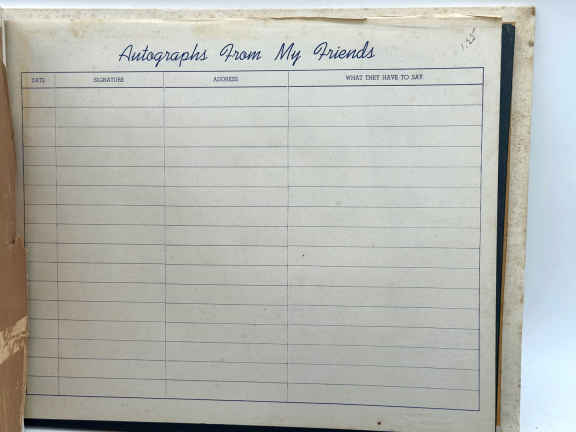 Autographs From My Friends
1.25
DATE SIGNATURE ADDRESS WHAT THEY HAVE TO SAY